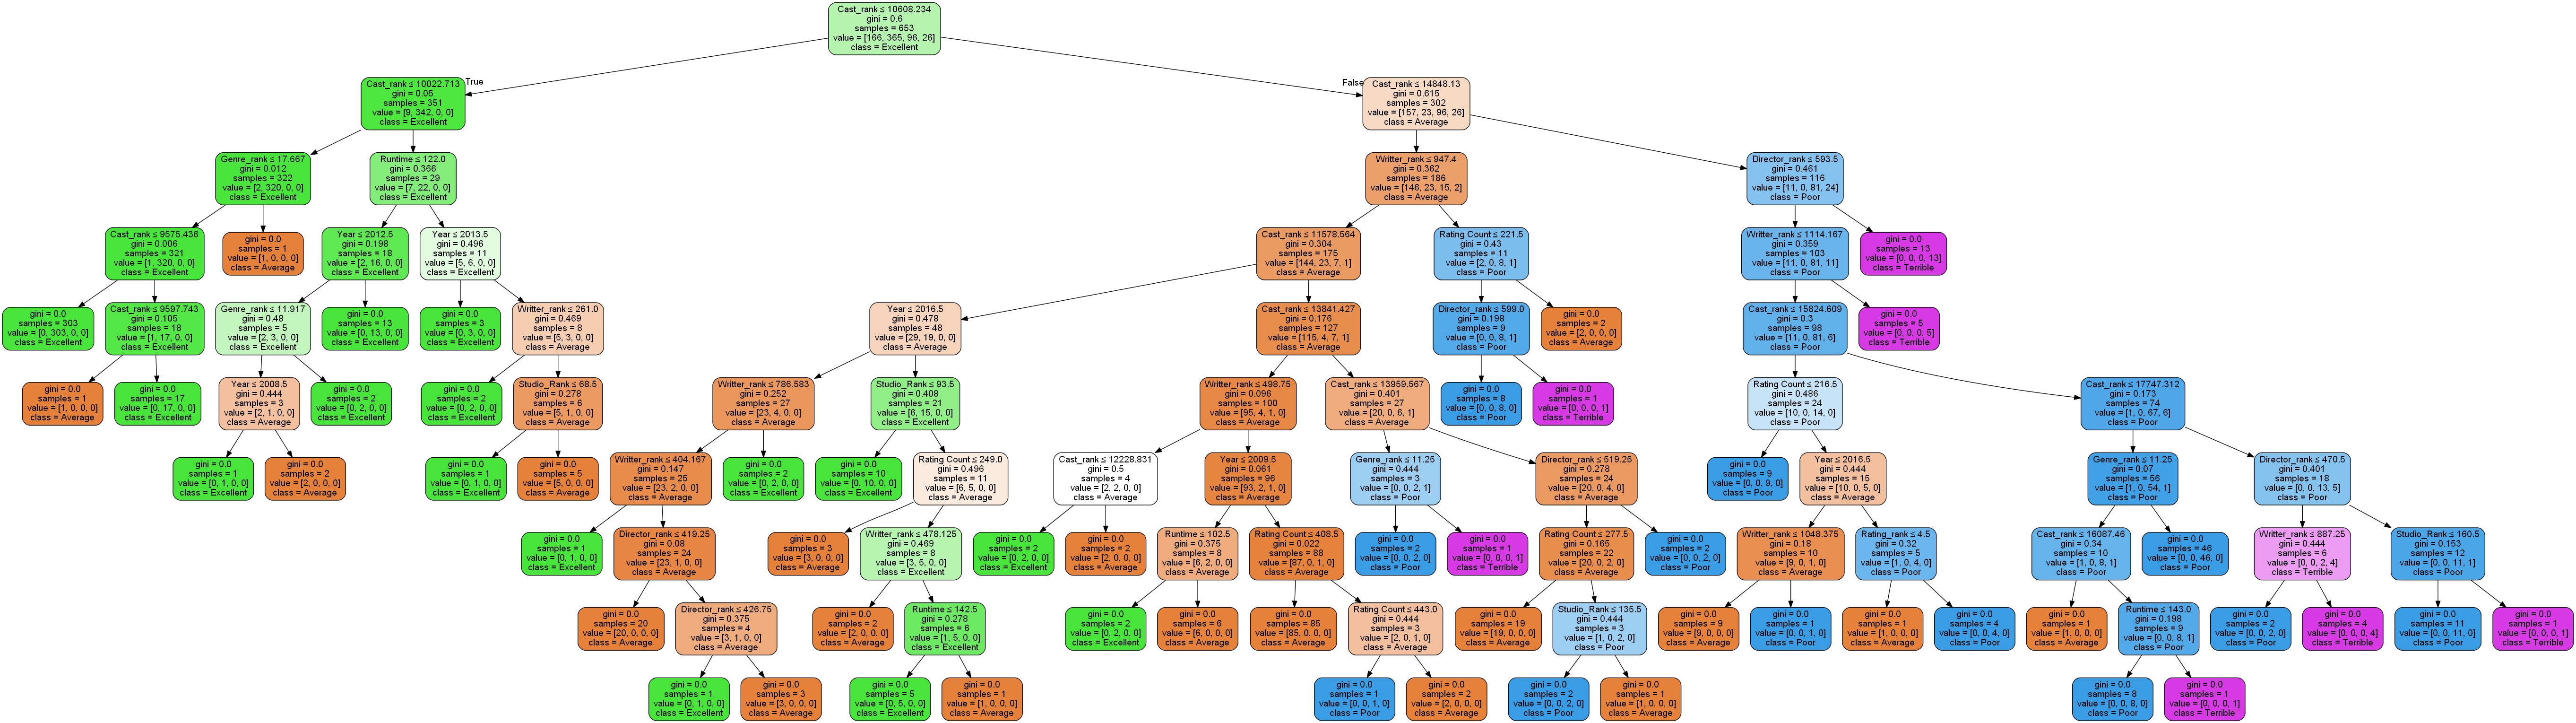 Cast_rank ≤ 10608.234
gini = 0.6
samples = 653
value = [166, 365, 96, 26]
class = Excellent
True
False
Cast_rank ≤ 10022.713
gini = 0.05
samples = 351
value = [9, 342, 0, 0]
class = Excellent
Cast_rank ≤ 14848.13
gini = 0.615
samples = 302
value = [157, 23, 96, 26]
class = Average
Genre_rank ≤ 17.667
gini = 0.012
samples = 322
value = [2, 320, 0, 0]
class = Excellent
Runtime ≤ 122.0
gini = 0.366
samples = 29
value = [7, 22, 0, 0]
class = Excellent
Writter_rank ≤ 947.4
gini = 0.362
samples = 186
value = [146, 23, 15, 2]
class = Average
Director_rank ≤ 593.5
gini = 0.461
samples = 116
value = [11, 0, 81, 24]
class = Poor
Cast_rank ≤ 9575.436
gini = 0.006
samples = 321
value = [1, 320, 0, 0]
class = Excellent
gini = 0.0
samples = 1
value = [1, 0, 0, 0]
class = Average
Year ≤ 2012.5
gini = 0.198
samples = 18
value = [2, 16, 0, 0]
class = Excellent
Year ≤ 2013.5
gini = 0.496
samples = 11
value = [5, 6, 0, 0]
class = Excellent
Cast_rank ≤ 11578.564
gini = 0.304
samples = 175
value = [144, 23, 7, 1]
class = Average
Rating Count ≤ 221.5
gini = 0.43
samples = 11
value = [2, 0, 8, 1]
class = Poor
Writter_rank ≤ 1114.167
gini = 0.359
samples = 103
value = [11, 0, 81, 11]
class = Poor
gini = 0.0
samples = 13
value = [0, 0, 0, 13]
class = Terrible
gini = 0.0
samples = 303
value = [0, 303, 0, 0]
class = Excellent
Cast_rank ≤ 9597.743
gini = 0.105
samples = 18
value = [1, 17, 0, 0]
class = Excellent
Genre_rank ≤ 11.917
gini = 0.48
samples = 5
value = [2, 3, 0, 0]
class = Excellent
gini = 0.0
samples = 13
value = [0, 13, 0, 0]
class = Excellent
gini = 0.0
samples = 3
value = [0, 3, 0, 0]
class = Excellent
Writter_rank ≤ 261.0
gini = 0.469
samples = 8
value = [5, 3, 0, 0]
class = Average
Year ≤ 2016.5
gini = 0.478
samples = 48
value = [29, 19, 0, 0]
class = Average
Cast_rank ≤ 13841.427
gini = 0.176
samples = 127
value = [115, 4, 7, 1]
class = Average
Director_rank ≤ 599.0
gini = 0.198
samples = 9
value = [0, 0, 8, 1]
class = Poor
gini = 0.0
samples = 2
value = [2, 0, 0, 0]
class = Average
Cast_rank ≤ 15824.609
gini = 0.3
samples = 98
value = [11, 0, 81, 6]
class = Poor
gini = 0.0
samples = 5
value = [0, 0, 0, 5]
class = Terrible
gini = 0.0
samples = 1
value = [1, 0, 0, 0]
class = Average
gini = 0.0
samples = 17
value = [0, 17, 0, 0]
class = Excellent
Year ≤ 2008.5
gini = 0.444
samples = 3
value = [2, 1, 0, 0]
class = Average
gini = 0.0
samples = 2
value = [0, 2, 0, 0]
class = Excellent
gini = 0.0
samples = 2
value = [0, 2, 0, 0]
class = Excellent
Studio_Rank ≤ 68.5
gini = 0.278
samples = 6
value = [5, 1, 0, 0]
class = Average
Writter_rank ≤ 786.583
gini = 0.252
samples = 27
value = [23, 4, 0, 0]
class = Average
Studio_Rank ≤ 93.5
gini = 0.408
samples = 21
value = [6, 15, 0, 0]
class = Excellent
Writter_rank ≤ 498.75
gini = 0.096
samples = 100
value = [95, 4, 1, 0]
class = Average
Cast_rank ≤ 13959.567
gini = 0.401
samples = 27
value = [20, 0, 6, 1]
class = Average
gini = 0.0
samples = 8
value = [0, 0, 8, 0]
class = Poor
gini = 0.0
samples = 1
value = [0, 0, 0, 1]
class = Terrible
Rating Count ≤ 216.5
gini = 0.486
samples = 24
value = [10, 0, 14, 0]
class = Poor
Cast_rank ≤ 17747.312
gini = 0.173
samples = 74
value = [1, 0, 67, 6]
class = Poor
gini = 0.0
samples = 1
value = [0, 1, 0, 0]
class = Excellent
gini = 0.0
samples = 2
value = [2, 0, 0, 0]
class = Average
gini = 0.0
samples = 1
value = [0, 1, 0, 0]
class = Excellent
gini = 0.0
samples = 5
value = [5, 0, 0, 0]
class = Average
Writter_rank ≤ 404.167
gini = 0.147
samples = 25
value = [23, 2, 0, 0]
class = Average
gini = 0.0
samples = 2
value = [0, 2, 0, 0]
class = Excellent
gini = 0.0
samples = 10
value = [0, 10, 0, 0]
class = Excellent
Rating Count ≤ 249.0
gini = 0.496
samples = 11
value = [6, 5, 0, 0]
class = Average
Cast_rank ≤ 12228.831
gini = 0.5
samples = 4
value = [2, 2, 0, 0]
class = Average
Year ≤ 2009.5
gini = 0.061
samples = 96
value = [93, 2, 1, 0]
class = Average
Genre_rank ≤ 11.25
gini = 0.444
samples = 3
value = [0, 0, 2, 1]
class = Poor
Director_rank ≤ 519.25
gini = 0.278
samples = 24
value = [20, 0, 4, 0]
class = Average
gini = 0.0
samples = 9
value = [0, 0, 9, 0]
class = Poor
Year ≤ 2016.5
gini = 0.444
samples = 15
value = [10, 0, 5, 0]
class = Average
Genre_rank ≤ 11.25
gini = 0.07
samples = 56
value = [1, 0, 54, 1]
class = Poor
Director_rank ≤ 470.5
gini = 0.401
samples = 18
value = [0, 0, 13, 5]
class = Poor
gini = 0.0
samples = 1
value = [0, 1, 0, 0]
class = Excellent
Director_rank ≤ 419.25
gini = 0.08
samples = 24
value = [23, 1, 0, 0]
class = Average
gini = 0.0
samples = 3
value = [3, 0, 0, 0]
class = Average
Writter_rank ≤ 478.125
gini = 0.469
samples = 8
value = [3, 5, 0, 0]
class = Excellent
gini = 0.0
samples = 2
value = [0, 2, 0, 0]
class = Excellent
gini = 0.0
samples = 2
value = [2, 0, 0, 0]
class = Average
Runtime ≤ 102.5
gini = 0.375
samples = 8
value = [6, 2, 0, 0]
class = Average
Rating Count ≤ 408.5
gini = 0.022
samples = 88
value = [87, 0, 1, 0]
class = Average
gini = 0.0
samples = 2
value = [0, 0, 2, 0]
class = Poor
gini = 0.0
samples = 1
value = [0, 0, 0, 1]
class = Terrible
Rating Count ≤ 277.5
gini = 0.165
samples = 22
value = [20, 0, 2, 0]
class = Average
gini = 0.0
samples = 2
value = [0, 0, 2, 0]
class = Poor
Writter_rank ≤ 1048.375
gini = 0.18
samples = 10
value = [9, 0, 1, 0]
class = Average
Rating_rank ≤ 4.5
gini = 0.32
samples = 5
value = [1, 0, 4, 0]
class = Poor
Cast_rank ≤ 16087.46
gini = 0.34
samples = 10
value = [1, 0, 8, 1]
class = Poor
gini = 0.0
samples = 46
value = [0, 0, 46, 0]
class = Poor
Writter_rank ≤ 887.25
gini = 0.444
samples = 6
value = [0, 0, 2, 4]
class = Terrible
Studio_Rank ≤ 160.5
gini = 0.153
samples = 12
value = [0, 0, 11, 1]
class = Poor
gini = 0.0
samples = 20
value = [20, 0, 0, 0]
class = Average
Director_rank ≤ 426.75
gini = 0.375
samples = 4
value = [3, 1, 0, 0]
class = Average
gini = 0.0
samples = 2
value = [2, 0, 0, 0]
class = Average
Runtime ≤ 142.5
gini = 0.278
samples = 6
value = [1, 5, 0, 0]
class = Excellent
gini = 0.0
samples = 2
value = [0, 2, 0, 0]
class = Excellent
gini = 0.0
samples = 6
value = [6, 0, 0, 0]
class = Average
gini = 0.0
samples = 85
value = [85, 0, 0, 0]
class = Average
Rating Count ≤ 443.0
gini = 0.444
samples = 3
value = [2, 0, 1, 0]
class = Average
gini = 0.0
samples = 19
value = [19, 0, 0, 0]
class = Average
Studio_Rank ≤ 135.5
gini = 0.444
samples = 3
value = [1, 0, 2, 0]
class = Poor
gini = 0.0
samples = 9
value = [9, 0, 0, 0]
class = Average
gini = 0.0
samples = 1
value = [0, 0, 1, 0]
class = Poor
gini = 0.0
samples = 1
value = [1, 0, 0, 0]
class = Average
gini = 0.0
samples = 4
value = [0, 0, 4, 0]
class = Poor
gini = 0.0
samples = 1
value = [1, 0, 0, 0]
class = Average
Runtime ≤ 143.0
gini = 0.198
samples = 9
value = [0, 0, 8, 1]
class = Poor
gini = 0.0
samples = 2
value = [0, 0, 2, 0]
class = Poor
gini = 0.0
samples = 4
value = [0, 0, 0, 4]
class = Terrible
gini = 0.0
samples = 11
value = [0, 0, 11, 0]
class = Poor
gini = 0.0
samples = 1
value = [0, 0, 0, 1]
class = Terrible
gini = 0.0
samples = 1
value = [0, 1, 0, 0]
class = Excellent
gini = 0.0
samples = 3
value = [3, 0, 0, 0]
class = Average
gini = 0.0
samples = 5
value = [0, 5, 0, 0]
class = Excellent
gini = 0.0
samples = 1
value = [1, 0, 0, 0]
class = Average
gini = 0.0
samples = 1
value = [0, 0, 1, 0]
class = Poor
gini = 0.0
samples = 2
value = [2, 0, 0, 0]
class = Average
gini = 0.0
samples = 2
value = [0, 0, 2, 0]
class = Poor
gini = 0.0
samples = 1
value = [1, 0, 0, 0]
class = Average
gini = 0.0
samples = 8
value = [0, 0, 8, 0]
class = Poor
gini = 0.0
samples = 1
value = [0, 0, 0, 1]
class = Terrible